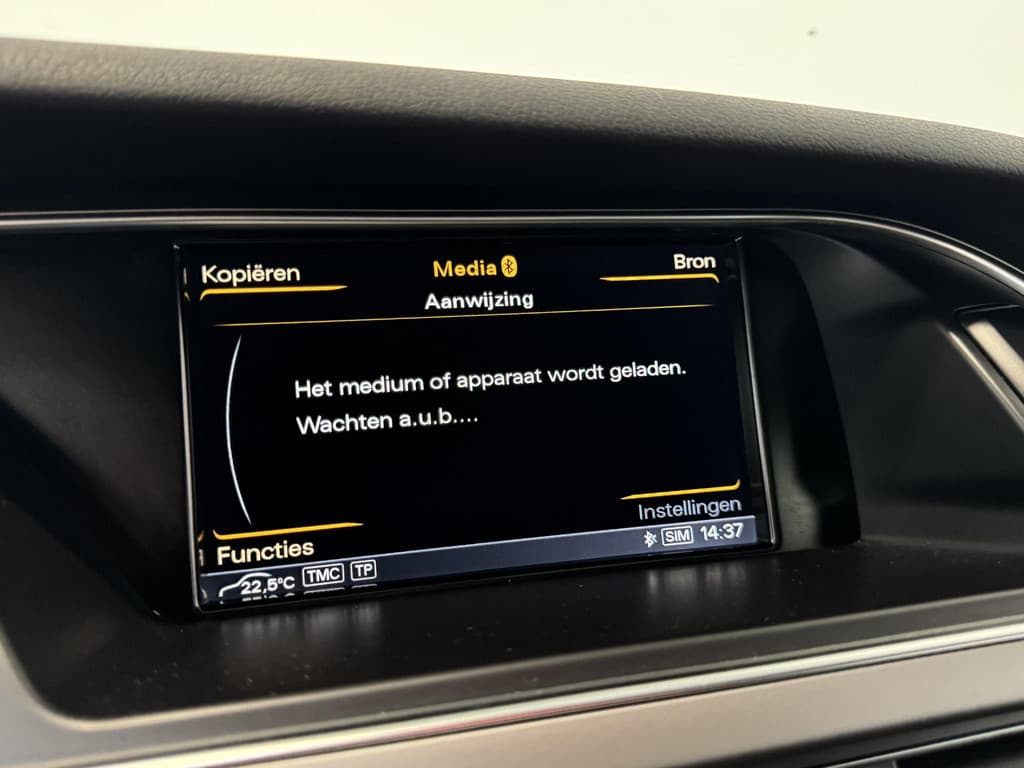 Kopiëren Media Bron
Aanwijzing
Het medium of apparaat wordt geladen.
Wachten a.u.b....
Instellingen
Functies
22,5°C TMC TP SIM 14:37